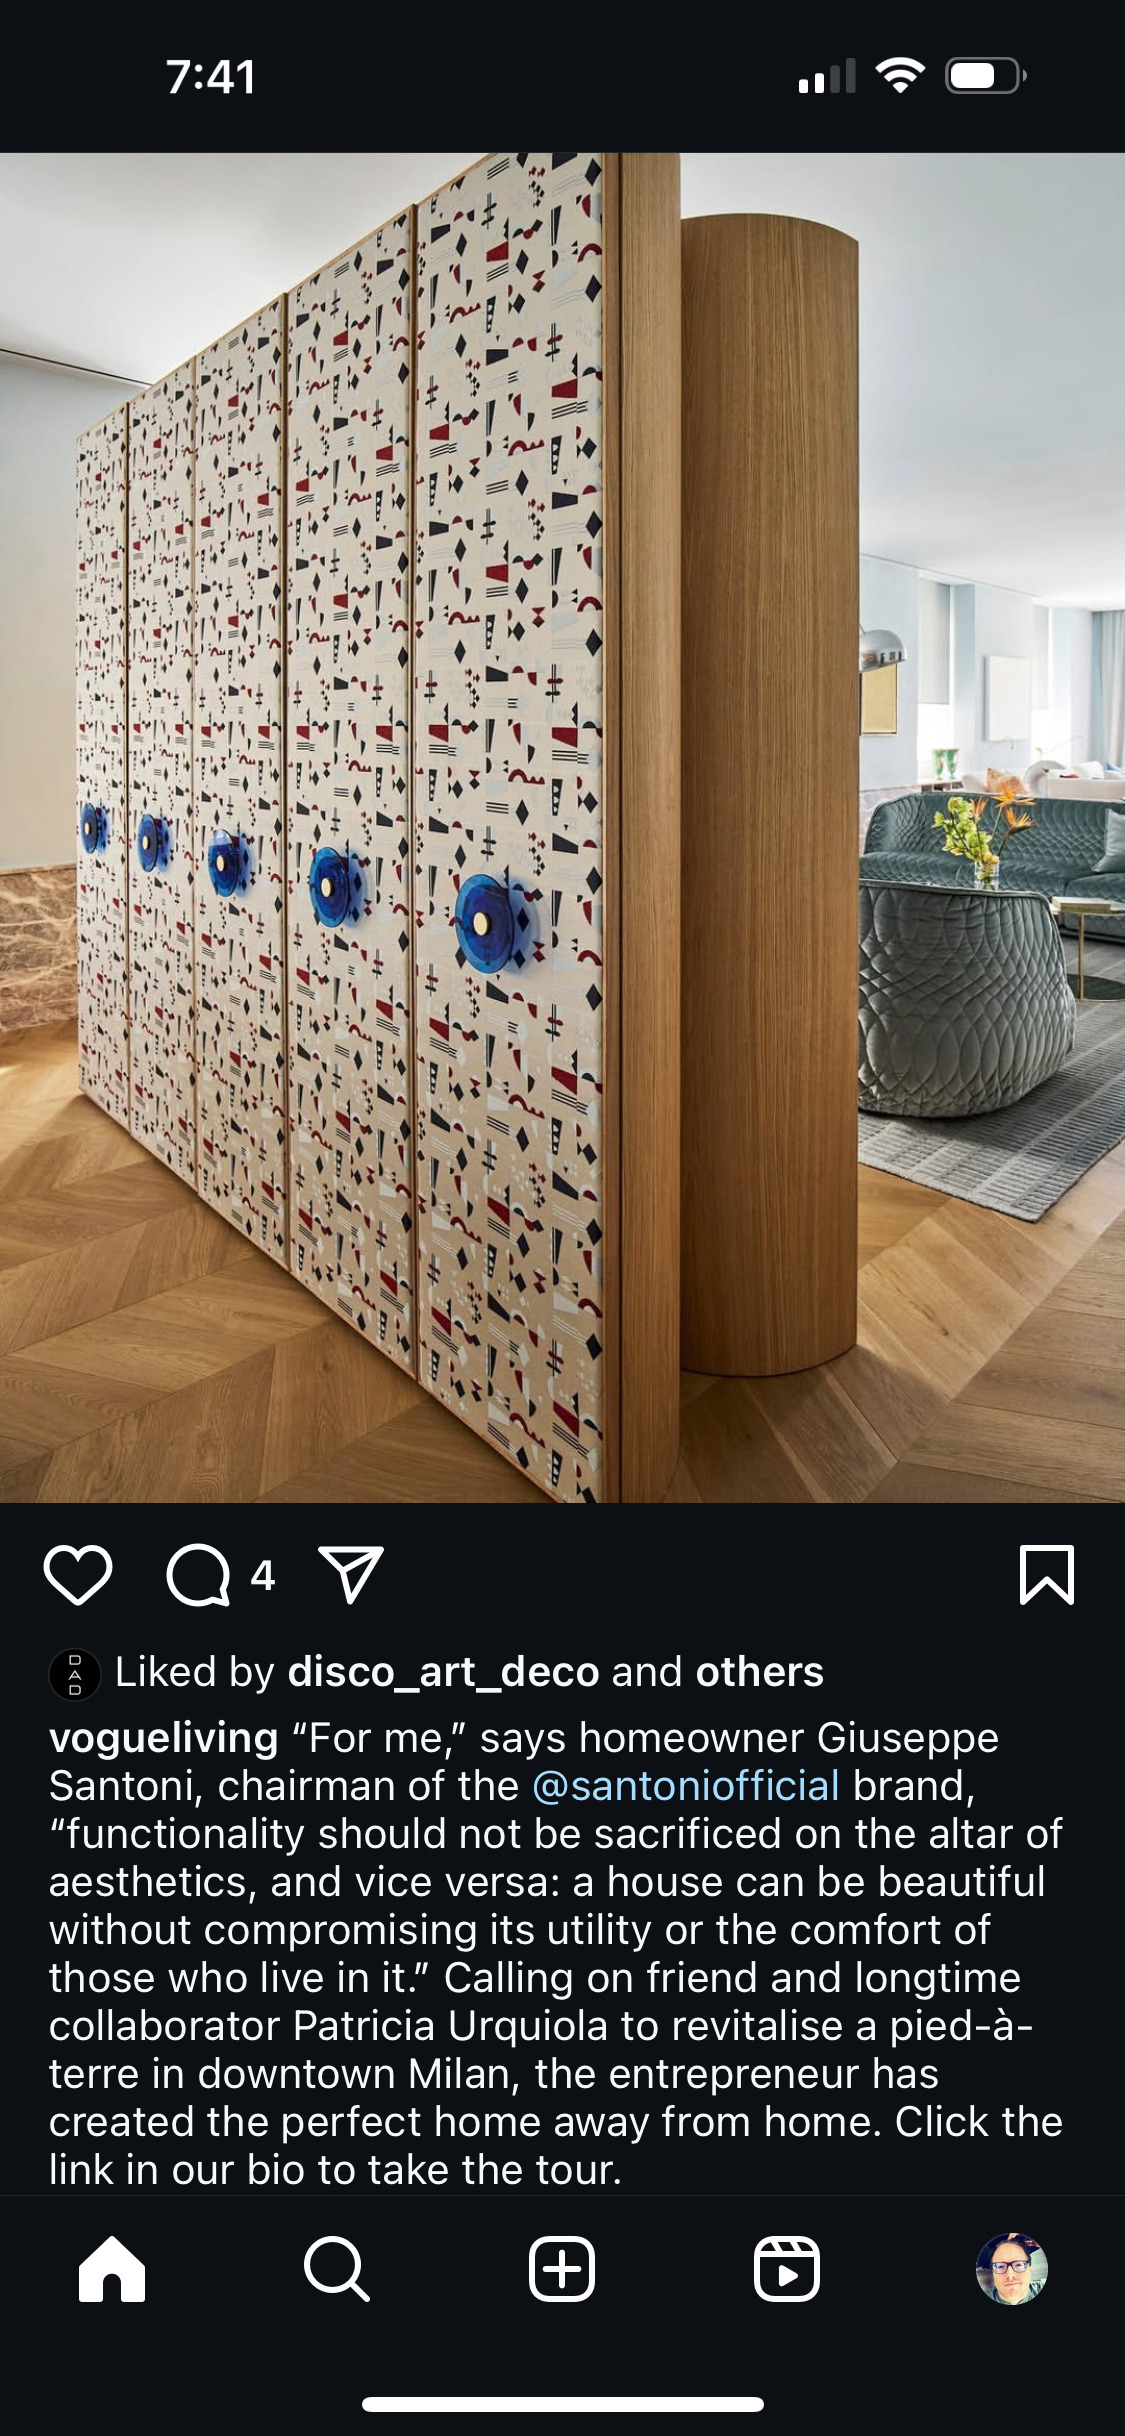 7:41
4
D
A
D
Liked by disco_art_deco and others
vogueliving “For me,” says homeowner Giuseppe
Santoni, chairman of the @santoniofficial brand,
“functionality should not be sacrificed on the altar of
aesthetics, and vice versa: a house can be beautiful
without compromising its utility or the comfort of
those who live in it.” Calling on friend and longtime
collaborator Patricia Urquiola to revitalise a pied-à-
terre in downtown Milan, the entrepreneur has
created the perfect home away from home. Click the
link in our bio to take the tour.